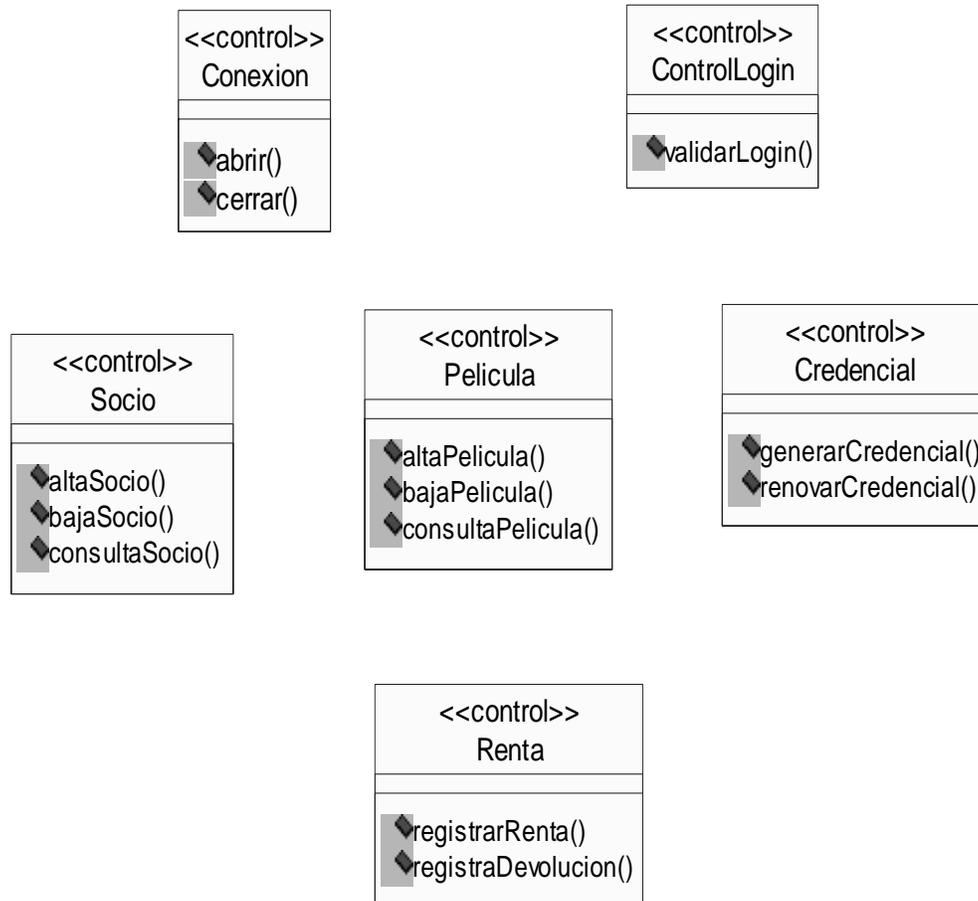 <<control>>
Conexion
abrir()
cerrar()
<<control>>
ControlLogin
validarLogin()
<<control>>
Socio
altaSocio()
bajaSocio()
consultaSocio()
<<control>>
Pelicula
altaPelicula()
bajaPelicula()
consultaPelicula()
<<control>>
Credencial
generarCredencial()
renovarCredencial()
<<control>>
Renta
registrarRenta()
registraDevolucion()